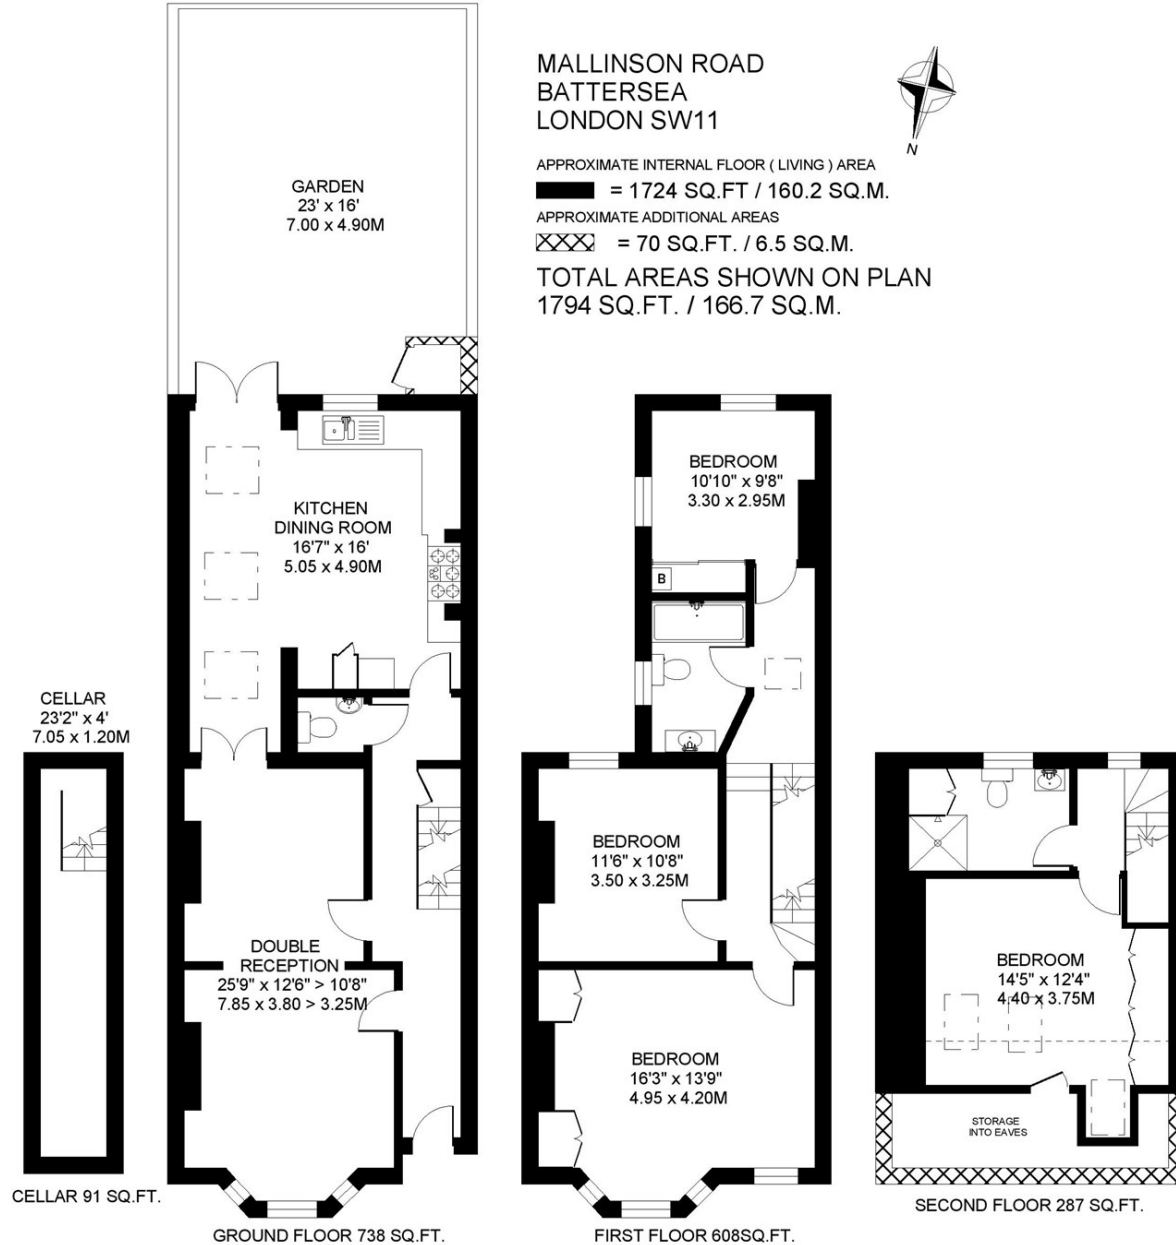 MALLINSON ROAD
BATTERSEA
LONDON SW11
N
APPROXIMATE INTERNAL FLOOR ( LIVING ) AREA
= 1724 SQ.FT / 160.2 SQ.M.
APPROXIMATE ADDITIONAL AREAS
= 70 SQ.FT. / 6.5 SQ.M.
TOTAL AREAS SHOWN ON PLAN
1794 SQ.FT. / 166.7 SQ.M.
GARDEN
23' x 16'
7.00 x 4.90M
KITCHEN
DINING ROOM
16'7" x 16'
5.05 x 4.90M
CELLAR
23'2" x 4'
7.05 x 1.20M
CELLAR 91 SQ.FT.
DOUBLE
RECEPTION
25'9" x 12'6" > 10'8"
7.85 x 3.80 > 3.25M
GROUND FLOOR 738 SQ.FT.
BEDROOM
10'10" x 9'8"
3.30 x 2.95M
B
BEDROOM
11'6" x 10'8"
3.50 x 3.25M
BEDROOM
16'3" x 13'9"
4.95 x 4.20M
FIRST FLOOR 608SQ.FT.
BEDROOM
14'5" x 12'4"
4.40 x 3.75M
STORAGE
INTO EAVES
SECOND FLOOR 287 SQ.FT.